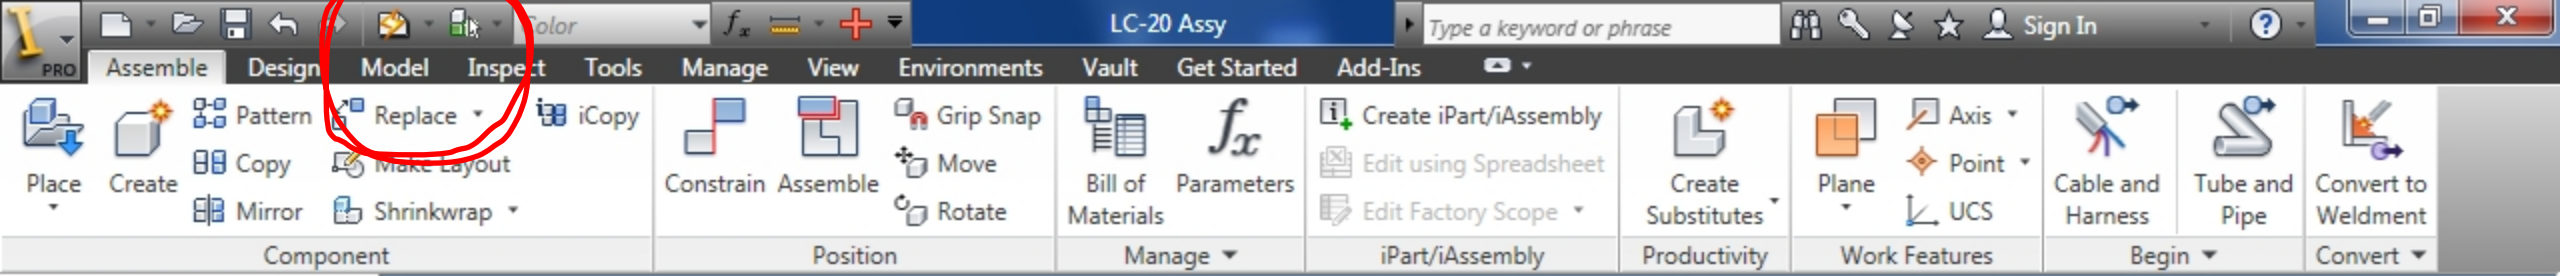 Color
LC-20 Assy
Type a keyword or phrase
Sign In
PRO
Assemble Design Model Inspect Tools Manage View Environments Vault Get Started Add-Ins
Place
Create
Pattern
Copy
Mirror
Replace
Make Layout
Shrinkwrap
iCopy
Component
Constrain
Assemble
Grip Snap
Move
Rotate
Position
Bill of
Materials
fx
Parameters
Manage
Create iPart/iAssembly
Edit using Spreadsheet
Edit Factory Scope
iPart/iAssembly
Create
Substitutes
Productivity
Plane
Axis
Point
UCS
Work Features
Cable and
Harness
Tube and
Pipe
Begin
Convert to
Weldment
Convert